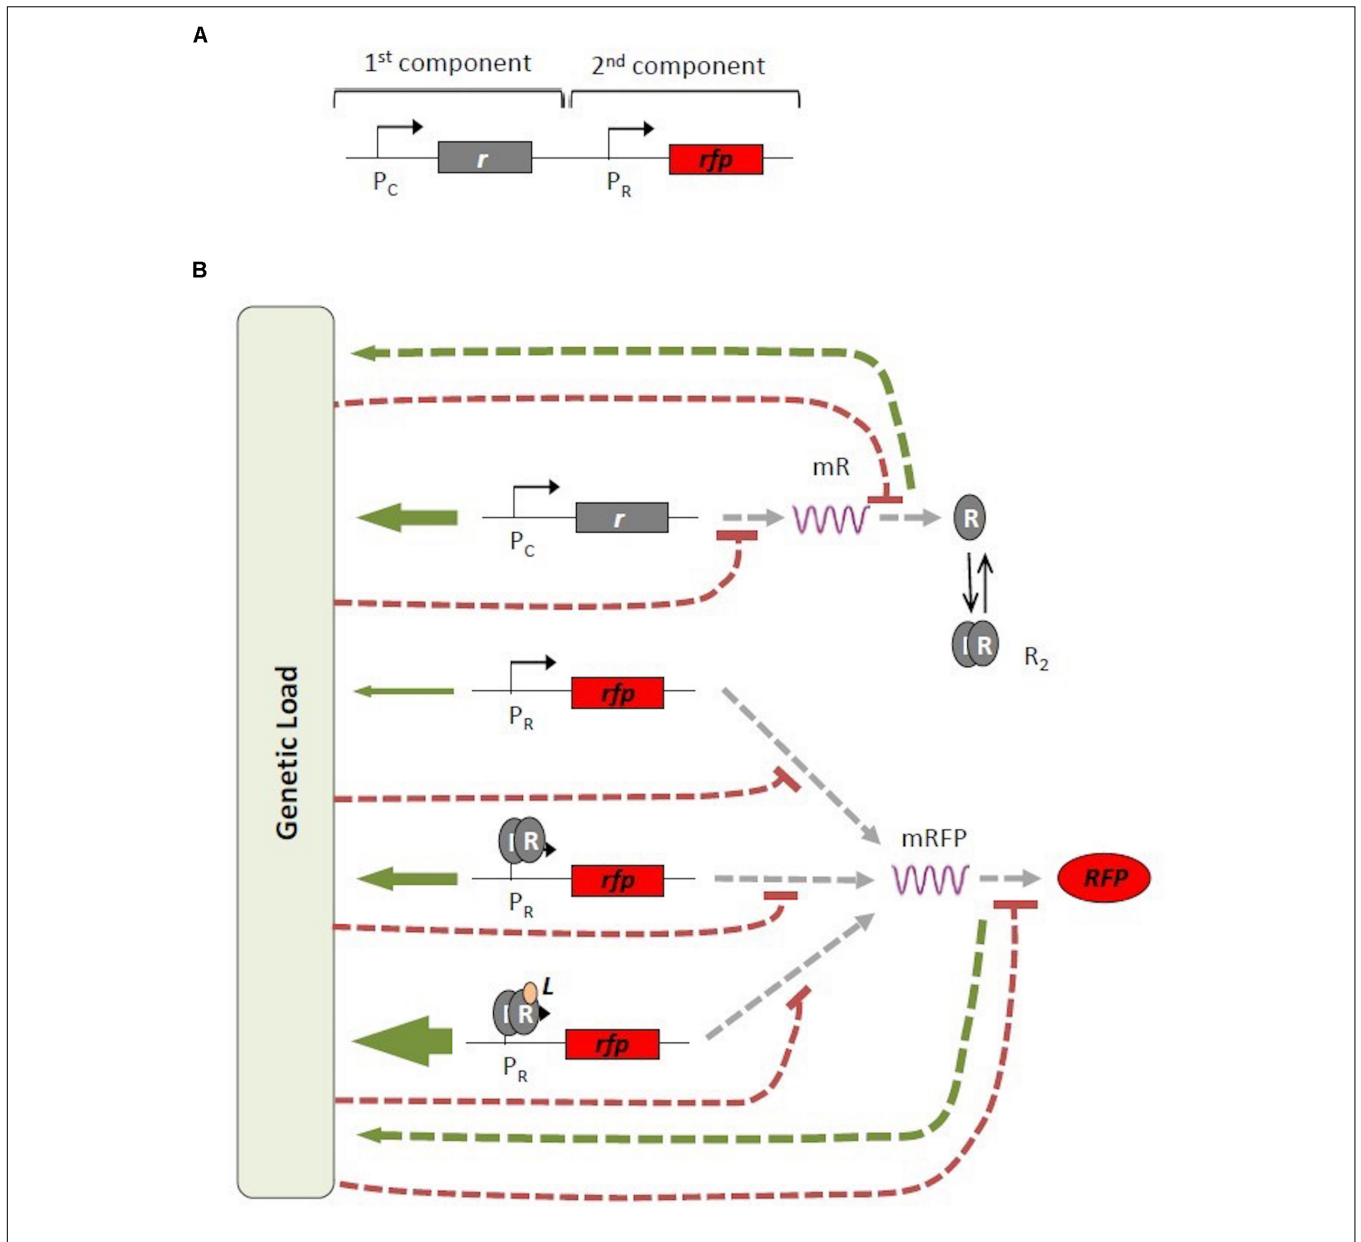 A
1st component 2nd component
r rfp
PC PR
B
mR
r R
PC
R R2
rfp
PR
Genetic Load
mRFP
R
rfp RFP
PR
L
R
rfp
PR